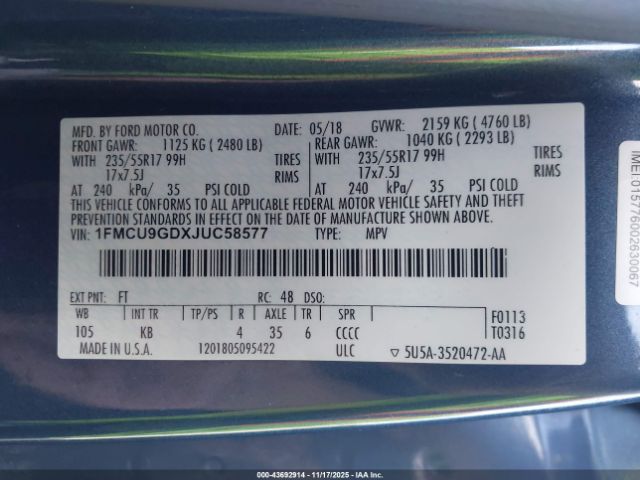 MFD. BY FORD MOTOR CO. DATE: 05/18 GVWR: 2159 KG ( 4760 LB)
FRONT GAWR: 1125 KG ( 2480 LB) REAR GAWR: 1040 KG ( 2293 LB)
WITH 235/55R17 99H TIRES WITH 235/55R17 99H TIRES
17x7.5J RIMS 17x7.5J RIMS
AT 240 kPa/ 35 PSI COLD AT 240 kPa/ 35 PSI COLD
THIS VEHICLE CONFORMS TO ALL APPLICABLE FEDERAL MOTOR VEHICLE SAFETY
STANDARDS IN EFFECT ON THE DATE OF MANUFACTURE SHOWN ABOVE.
VIN: 1FMCU9GDXJUC58577 TYPE: MPV
EXT PNT: FT RC: 48 DSO:
WB INT TR TP/PS R AXLE TR SPR F0113
105 KB 4 35 6 CCCC T0316
MADE IN U.S.A. 1201805095422 ULC ▽ 5U5A-3520472-AA
IMEI:015776002630067
000-43692914 - 11/17/2025 - IAA Inc.